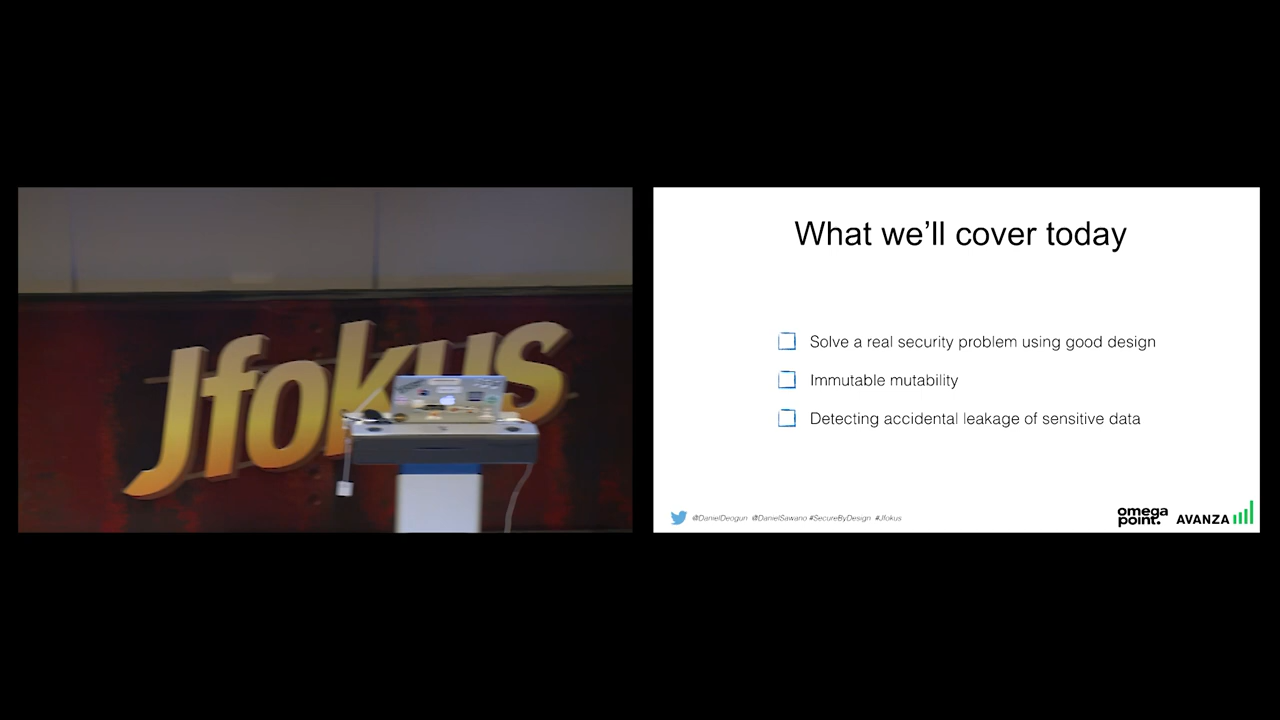 Jfokus
What we'll cover today
Solve a real security problem using good design
Immutable mutability
Detecting accidental leakage of sensitive data
@DanielDeogun @DanielSawano #SecureByDesign #Jfokus
omega
point.
AVANZA